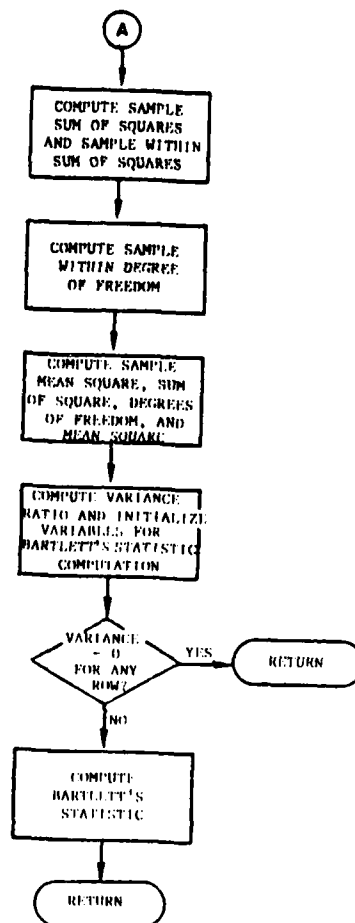 A
COMPUTE SAMPLE
SUM OF SQUARES
AND SAMPLE WITHIN
SUM OF SQUARES
COMPUTE SAMPLE
WITHIN DEGREE
OF FREEDOM
COMPUTE SAMPLE
MEAN SQUARE, SUM
OF SQUARE, DEGREES
OF FREEDOM, AND
MEAN SQUARE
COMPUTE VARIANCE
RATIO AND INITIALIZE
VARIABLES FOR
BARTLETT'S STATISTIC
COMPUTATION
VARIANCE
= 0
FOR ANY
ROW?
YES
RETURN
NO
COMPUTE
BARTLETT'S
STATISTIC
RETURN